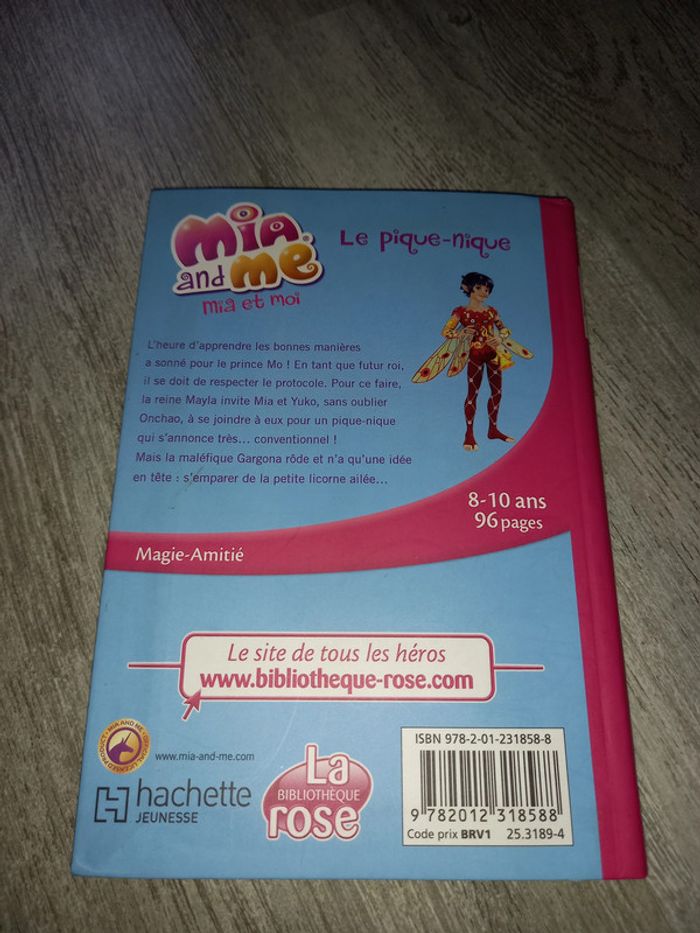 mia
and me
mia et moi
Le pique-nique
L'heure d'apprendre les bonnes manières
a sonné pour le prince Mo ! En tant que futur roi,
il se doit de respecter le protocole. Pour ce faire,
la reine Mayla invite Mia et Yuko, sans oublier
Onchao, à se joindre à eux pour un pique-nique
qui s'annonce très... conventionnel !
Mais la maléfique Gargona rôde et n'a qu'une idée
en tête : s'emparer de la petite licorne ailée...
8-10 ans
96 pages
Magie-Amitié
Le site de tous les héros
www.bibliotheque-rose.com
MIA AND ME
www.mia-and-me.com
hachette
JEUNESSE
La
BIBLIOTHÈQUE
rose
ISBN 978-2-01-231858-8
9 782012 318588
Code prix BRV1 25.3189-4